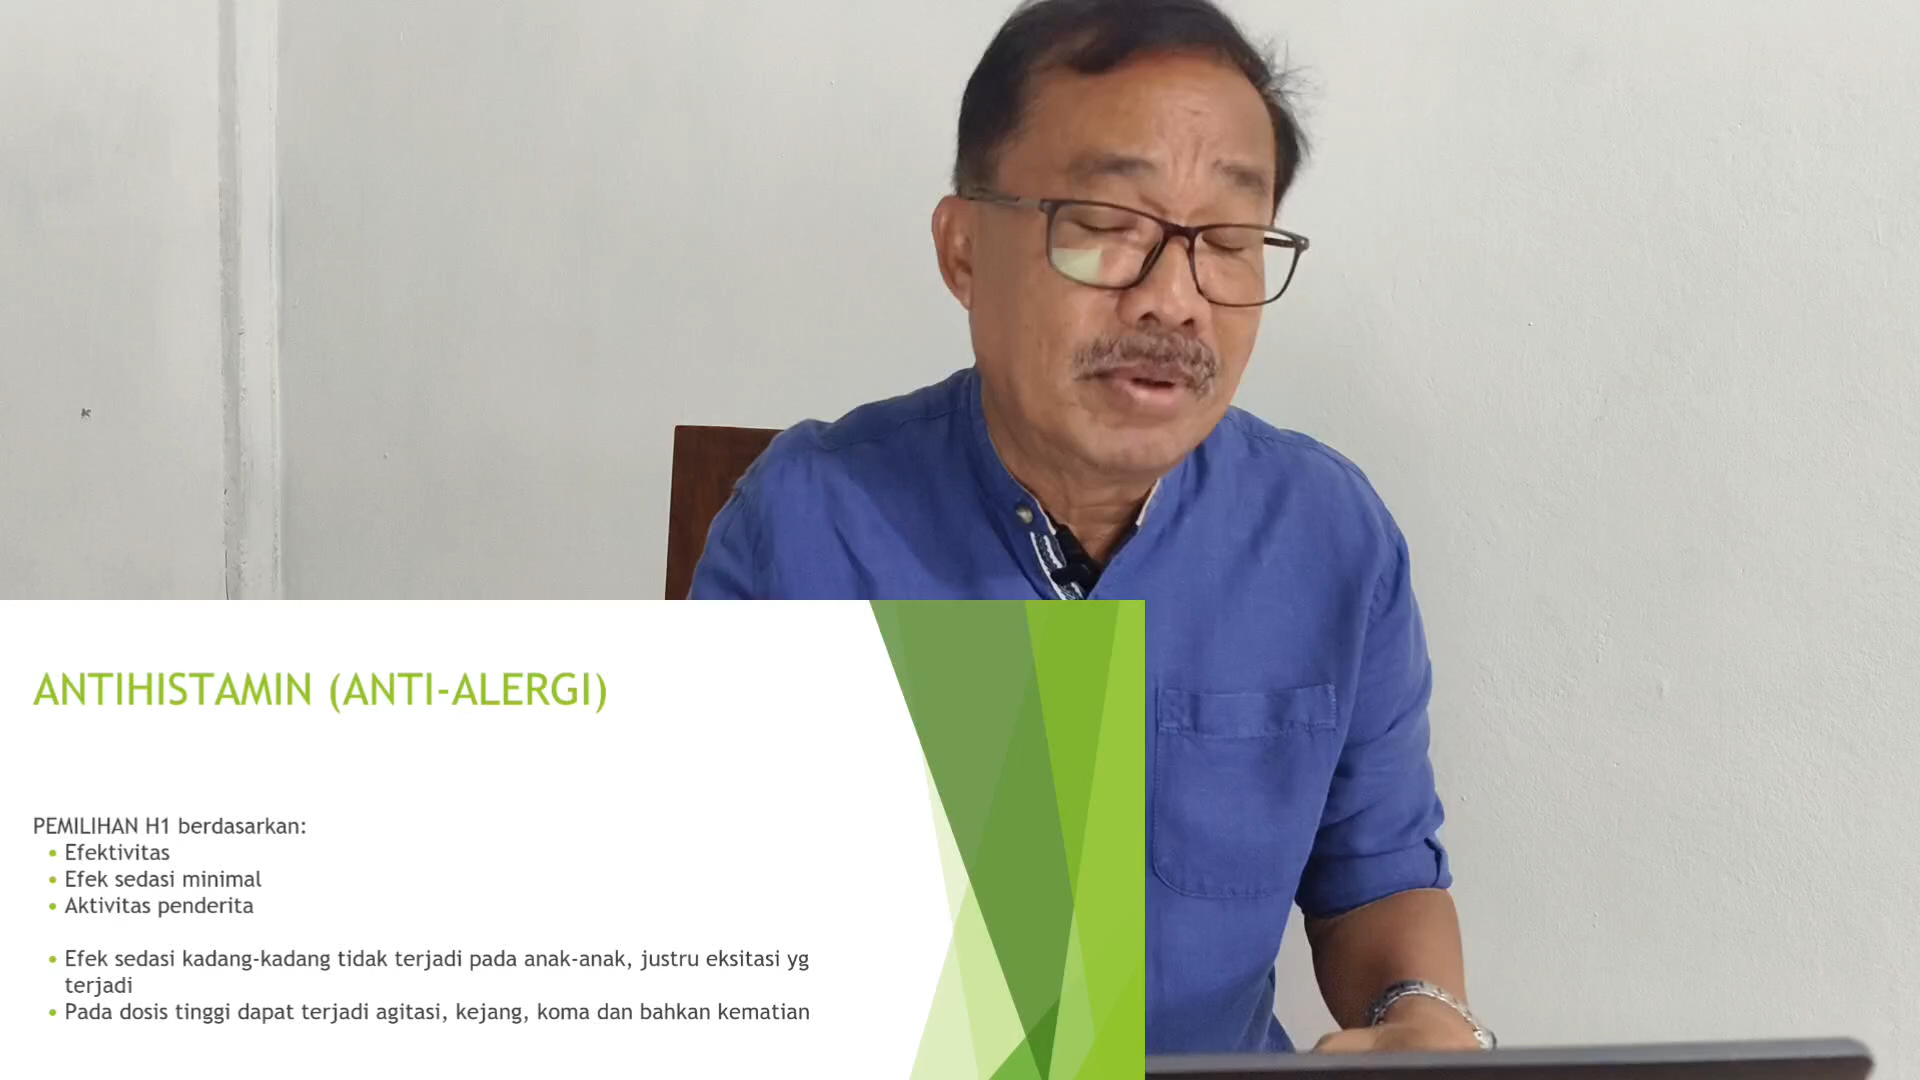 ANTIHISTAMIN (ANTI-ALERGI)
PEMILIHAN H1 berdasarkan:
• Efektivitas
• Efek sedasi minimal
• Aktivitas penderita
• Efek sedasi kadang-kadang tidak terjadi pada anak-anak, justru eksitasi yg
terjadi
• Pada dosis tinggi dapat terjadi agitasi, kejang, koma dan bahkan kematian